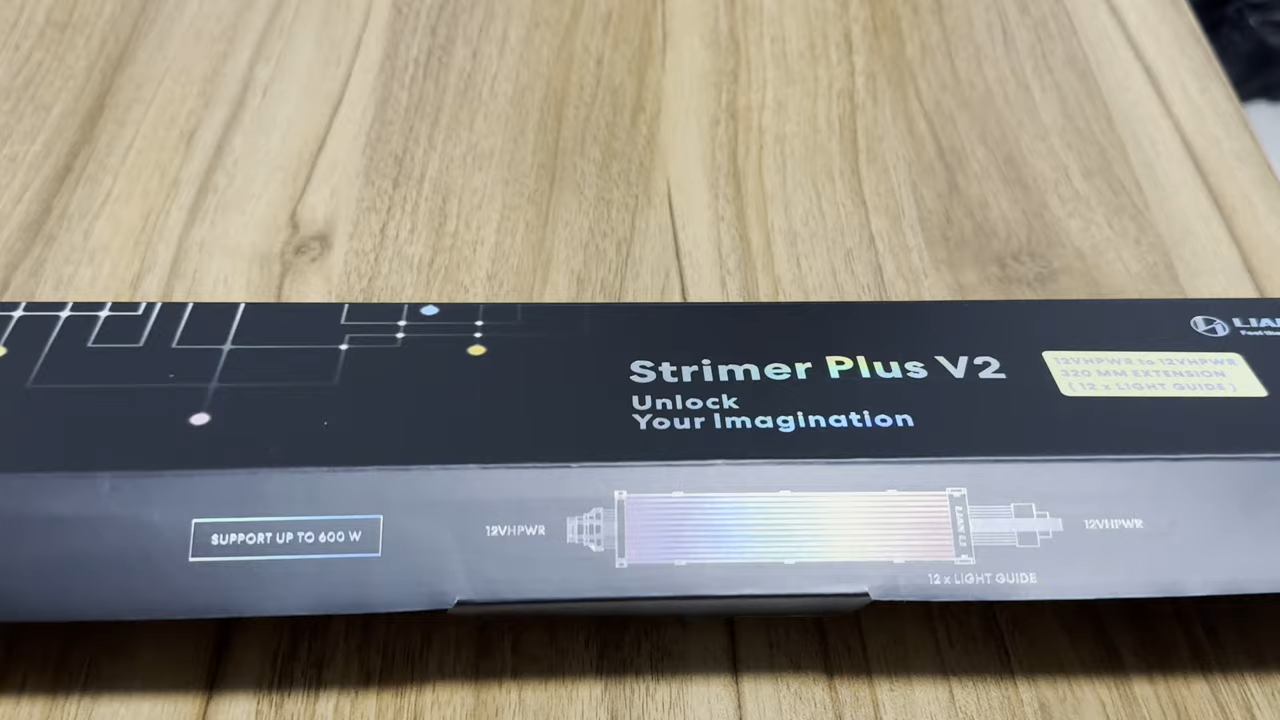 Strimer Plus V2
Unlock
Your Imagination
12VHPWR to 12VHPWR
320 MM EXTENSION
( 12 x LIGHT GUIDE )
SUPPORT UP TO 600 W
12VHPWR
12VHPWR
12 x LIGHT GUIDE